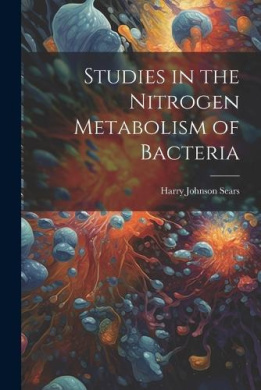 Studies in the
Nitrogen
Metabolism of
Bacteria
Harry Johnson Sears